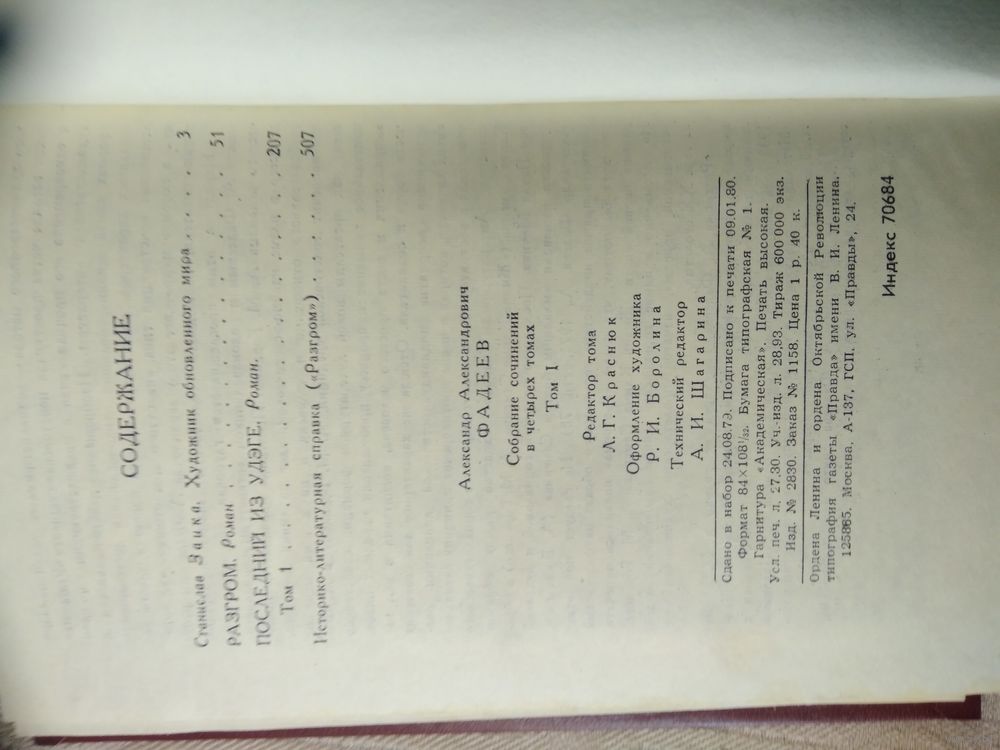 СОДЕРЖАНИЕ
Станислав Заика. Художник обновленного мира . . . . . 3
РАЗГРОМ. Роман . . . . . . . . . . . . . . 51
ПОСЛЕДНИЙ ИЗ УДЭГЕ. Роман.
Том 1 . . . . . . . . . . . . . . . . . 207
Историко-литературная справка («Разгром») . . . . . . . 507
Александр Александрович
ФАДЕЕВ
Собрание сочинений
в четырех томах
Том I
Редактор тома
Л. Г. Краснюк
Оформление художника
Р. И. Боролина
Технический редактор
А. И. Шагарина
Сдано в набор 24.08.79. Подписано к печати 09.01.80.
Формат 84×108¹/₃₂. Бумага типографская № 1.
Гарнитура «Академическая». Печать высокая.
Усл. печ. л. 27,30. Уч.-изд. л. 28,93. Тираж 600 000 экз.
Изд. № 2830. Заказ № 1158. Цена 1 р. 40 к.
Ордена Ленина и ордена Октябрьской Революции
типография газеты «Правда» имени В. И. Ленина.
125865, Москва, А-137, ГСП, ул. «Правды», 24.
Индекс 70684